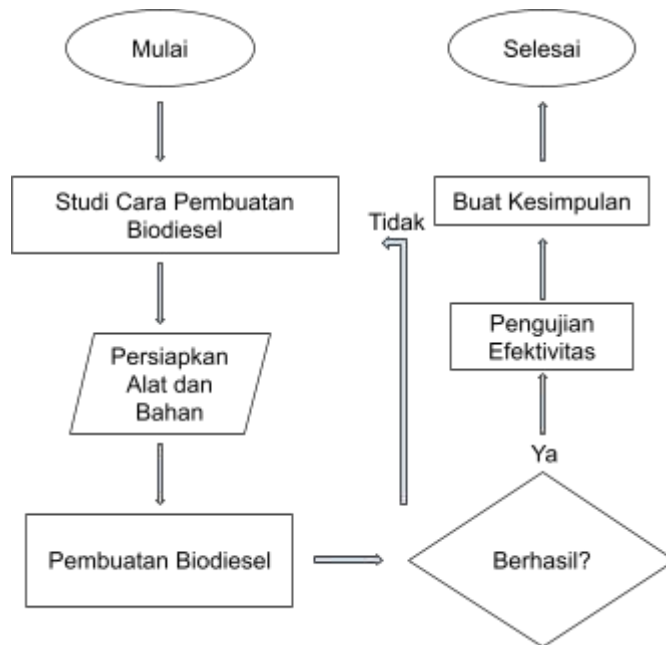 Mulai
Studi Cara Pembuatan
Biodiesel
Persiapkan
Alat dan
Bahan
Pembuatan Biodiesel
Berhasil?
Tidak
Ya
Pengujian
Efektivitas
Buat Kesimpulan
Selesai